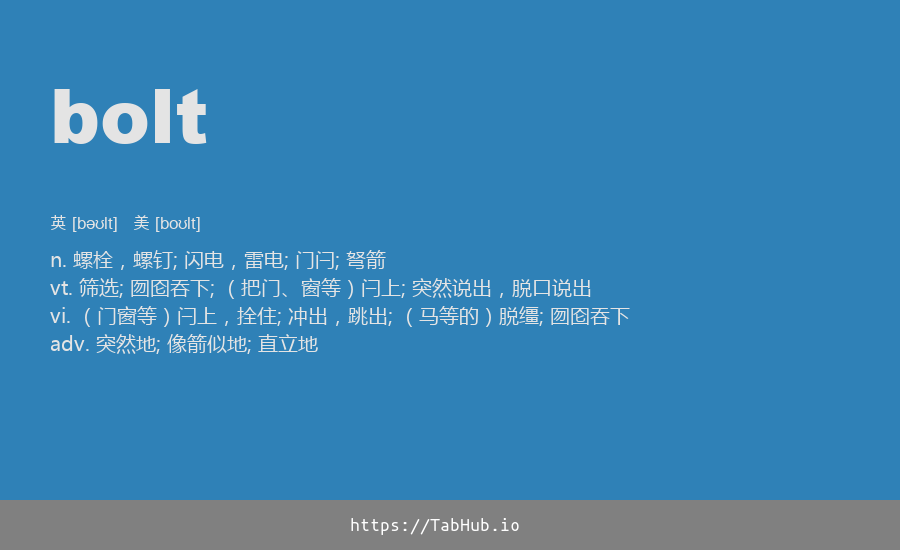 bolt
英 [bəʊlt] 美 [boʊlt]
n. 螺栓，螺钉; 闪电，雷电; 门闩; 弩箭
vt. 筛选; 囫囵吞下; （把门、窗等）闩上; 突然说出，脱口说出
vi. （门窗等）闩上，拴住; 冲出，跳出; （马等的）脱缰; 囫囵吞下
adv. 突然地; 像箭似地; 直立地
https://TabHub.io